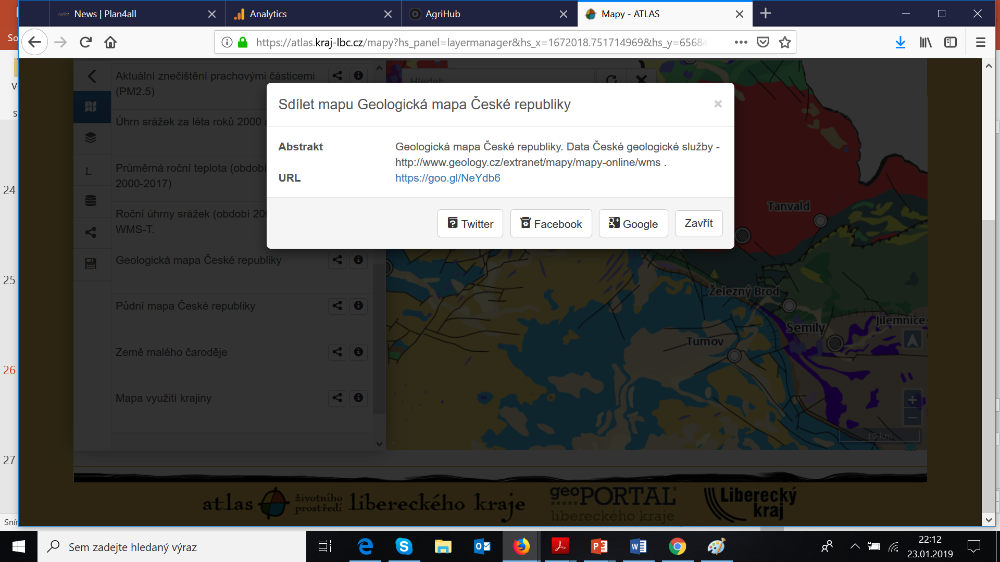 News | Plan4all
Analytics
AgriHub
Mapy - ATLAS
So
https://atlas.kraj-lbc.cz/mapy?hs_panel=layermanager&hs_x=1672018.751714969&hs_y=6568
Aktuální znečištění prachovými částicemi
(PM2.5)
Úhrn srážek za léta roků 2000
Průměrná roční teplota (období
2000-2017)
L
Roční úhrny srážek (období 20
WMS-T.
Geologická mapa České republiky
Půdní mapa České republiky
Země malého čaroděje
Mapa využití krajiny
Hledat:
Sdílet mapu Geologická mapa České republiky
Abstrakt
Geologická mapa České republiky. Data České geologické služby -
http://www.geology.cz/extranet/mapy/mapy-online/wms .
URL
https://goo.gl/NeYdb6
Twitter
Facebook
Google
Zavřít
Tanvald
Železný Brod
Semily
Jilemnice
Turnov
+
−
10 km
24
25
26
27
Sní
atlas životního prostředí libereckého kraje
geoPORTAL
libereckého kraje
Liberecký
kraj
Sem zadejte hledaný výraz
22:12
23.01.2019